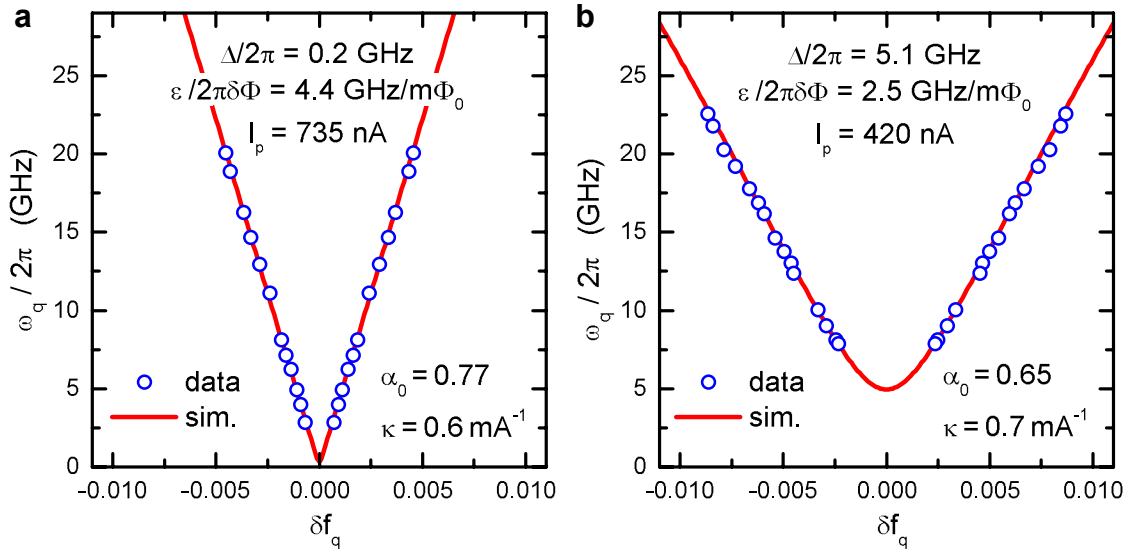 a
Δ/2π = 0.2 GHz
ε/2πδΦ = 4.4 GHz/mΦ₀
Iₚ = 735 nA
data
sim.
α₀ = 0.77
κ = 0.6 mA⁻¹
ω_q / 2π (GHz)
0
5
10
15
20
25
-0.010
-0.005
0.000
0.005
0.010
δf_q
b
Δ/2π = 5.1 GHz
ε/2πδΦ = 2.5 GHz/mΦ₀
Iₚ = 420 nA
data
sim.
α₀ = 0.65
κ = 0.7 mA⁻¹
ω_q / 2π (GHz)
0
5
10
15
20
25
-0.010
-0.005
0.000
0.005
0.010
δf_q